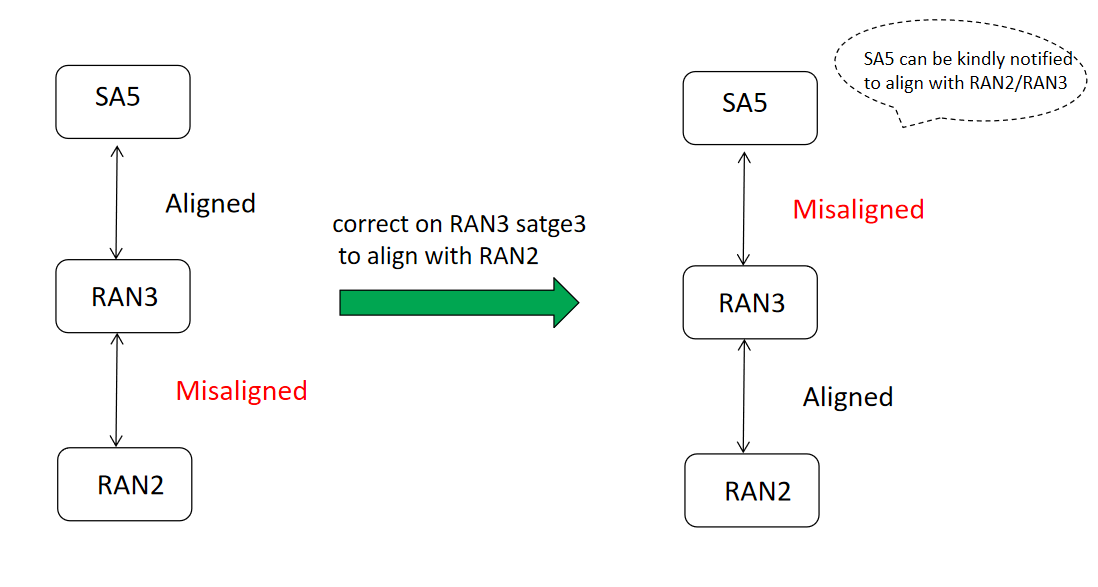 SA5
Aligned
RAN3
Misaligned
RAN2
correct on RAN3 satge3
to align with RAN2
SA5 can be kindly notified
to align with RAN2/RAN3
SA5
Misaligned
RAN3
Aligned
RAN2